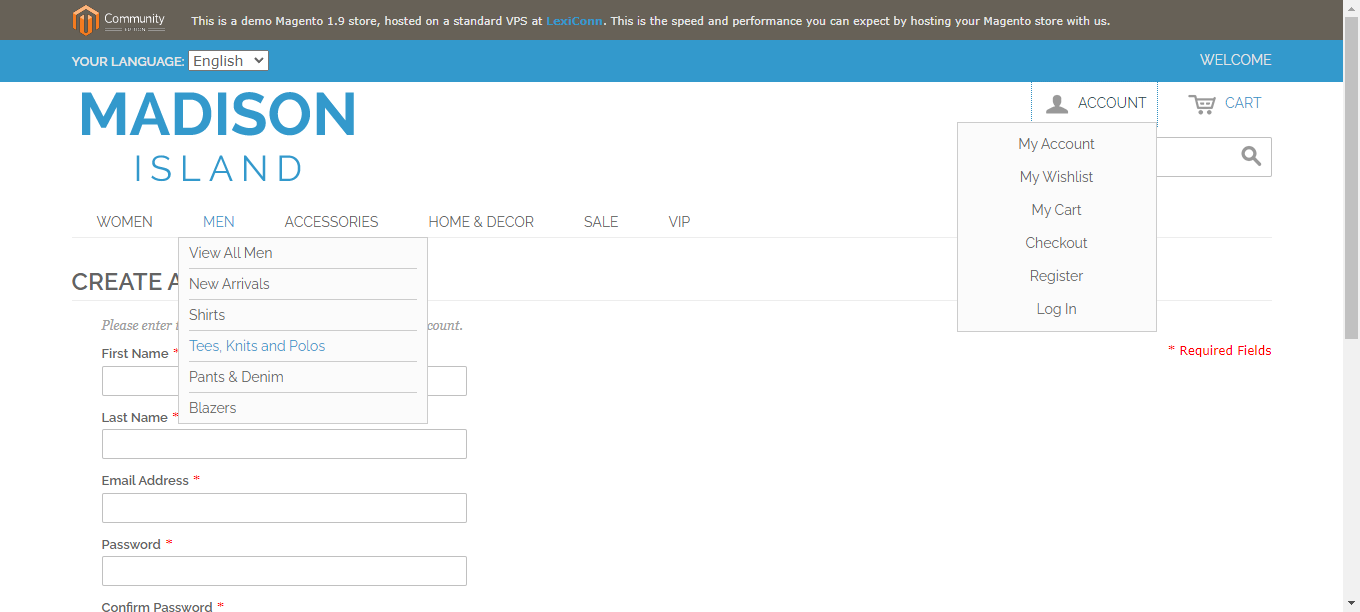 Community
EDITION
This is a demo Magento 1.9 store, hosted on a standard VPS at LexiConn. This is the speed and performance you can expect by hosting your Magento store with us.
YOUR LANGUAGE: English
WELCOME
MADISON
ISLAND
ACCOUNT
CART
My Account
My Wishlist
My Cart
Checkout
Register
Log In
WOMEN
MEN
ACCESSORIES
HOME & DECOR
SALE
VIP
View All Men
New Arrivals
Shirts
Tees, Knits and Polos
Pants & Denim
Blazers
CREATE A
Please enter t
count.
* Required Fields
First Name *
Last Name *
Email Address *
Password *
Confirm Password *